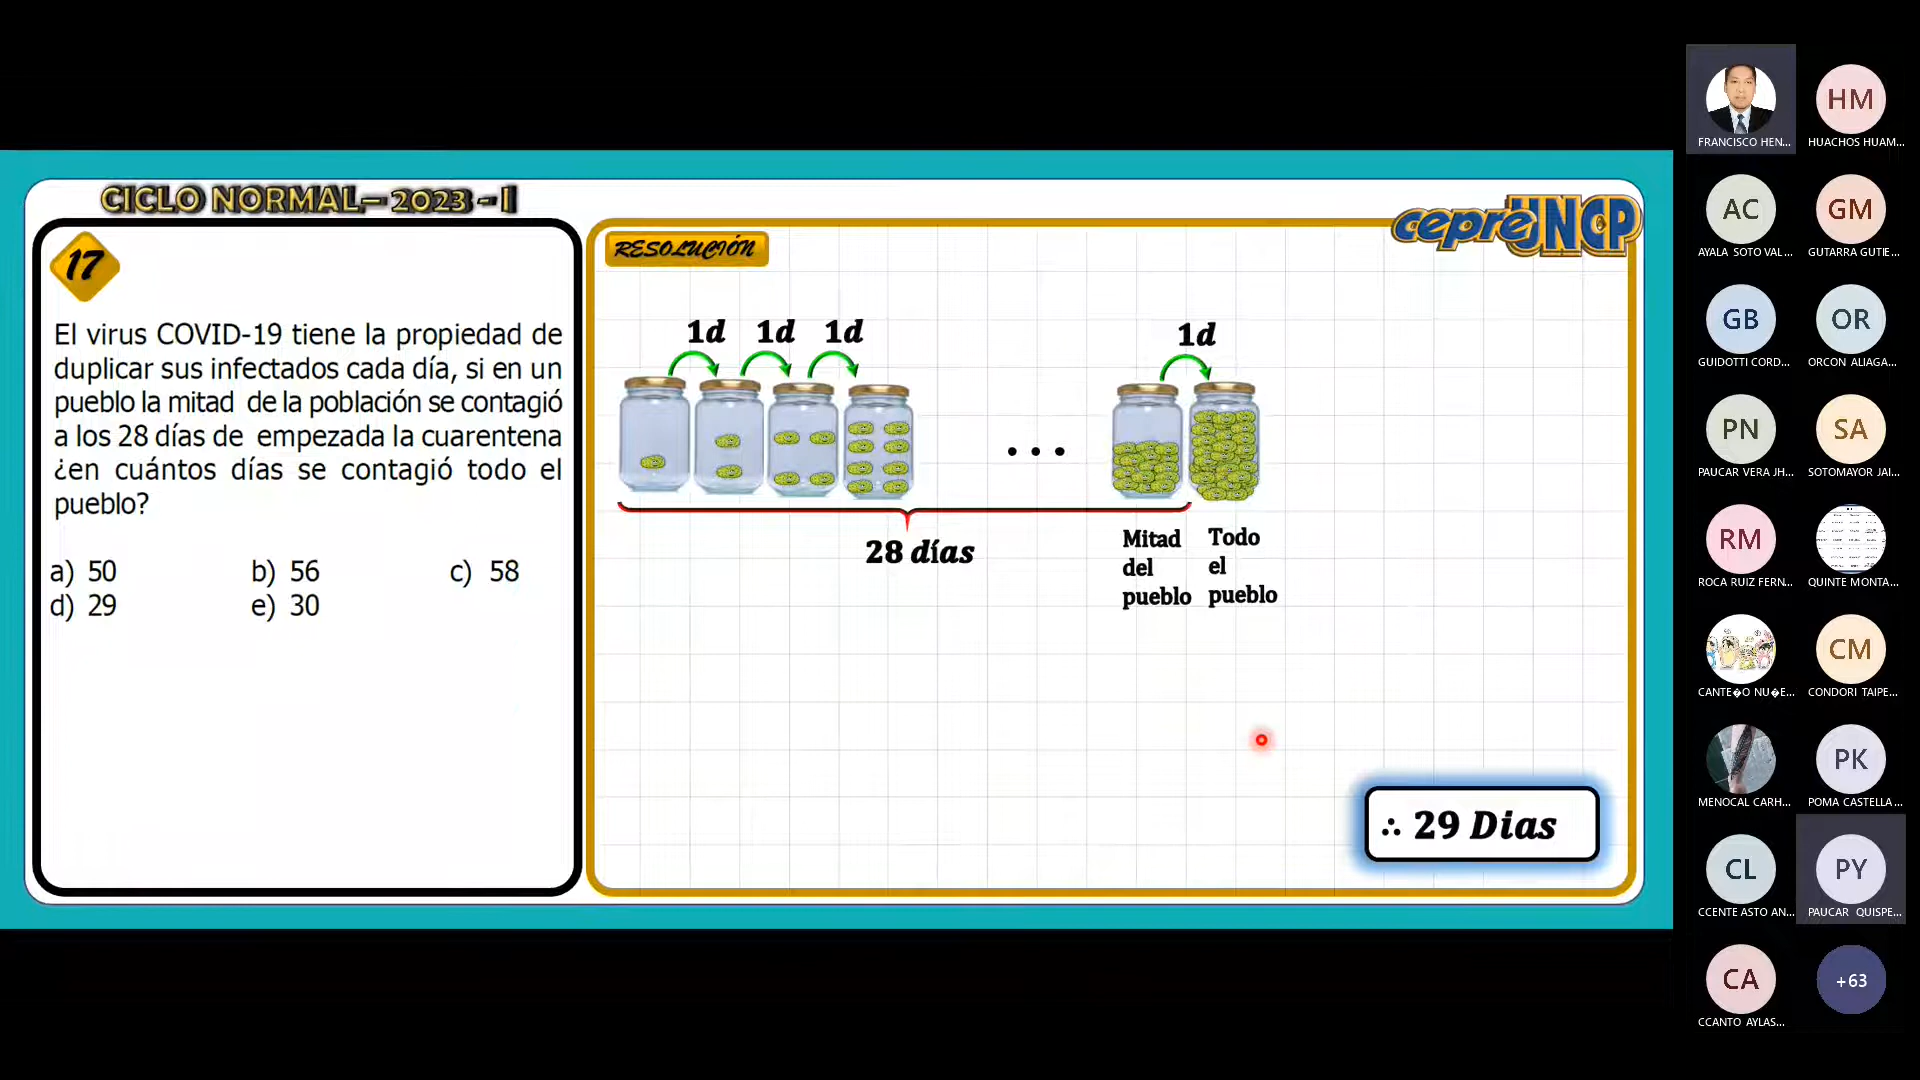 CICLO NORMAL– 2023 - I
cepreUNCP
17
El virus COVID-19 tiene la propiedad de
duplicar sus infectados cada día, si en un
pueblo la mitad de la población se contagió
a los 28 días de empezada la cuarentena
¿en cuántos días se contagió todo el
pueblo?
a) 50 b) 56 c) 58
d) 29 e) 30
RESOLUCIÓN
1d 1d 1d 1d
28 días
Mitad
del
pueblo
Todo
el
pueblo
∴ 29 Dias
FRANCISCO HEN...
HM
HUACHOS HUAM...
AC
AYALA SOTO VAL...
GM
GUTARRA GUTIE...
GB
GUIDOTTI CORD...
OR
ORCON ALIAGA...
PN
PAUCAR VERA JH...
SA
SOTOMAYOR JAI...
RM
ROCA RUIZ FERN...
QUINTE MONTA...
CANTE�O NU�E...
CM
CONDORI TAIPE...
MENOCAL CARH...
PK
POMA CASTELLA...
CL
CCENTE ASTO AN...
PY
PAUCAR QUISPE...
CA
CCANTO AYLAS...
+63